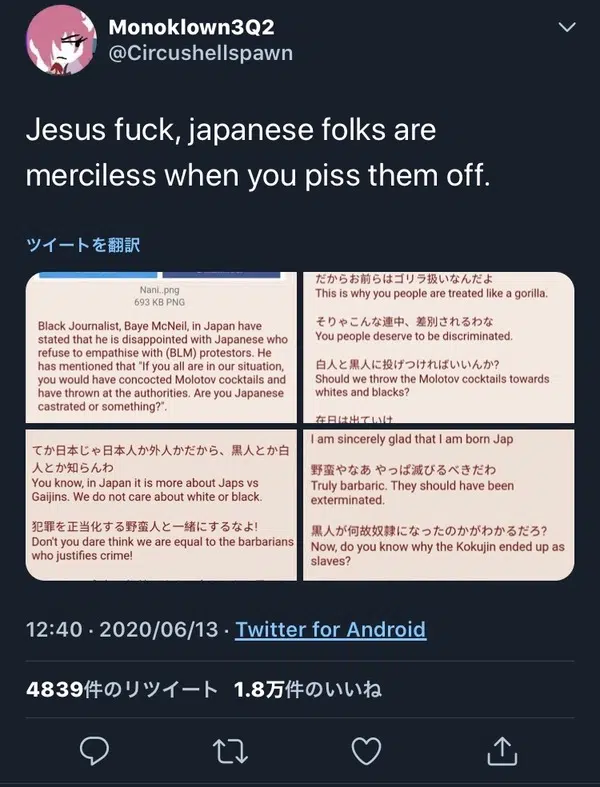 Monoklown3Q2
@Circushellspawn
Jesus fuck, japanese folks are
merciless when you piss them off.
ツイートを翻訳
Nani..png
693 KB PNG
Black Journalist, Baye McNeil, in Japan have
stated that he is disappointed with Japanese who
refuse to empathise with (BLM) protestors. He
has mentioned that "If you all are in our situation,
you would have concocted Molotov cocktails and
have thrown at the authorities. Are you Japanese
castrated or something?".
だからお前らはゴリラ扱いなんだよ
This is why you people are treated like a gorilla.
そりゃこんな連中、差別されるわな
You people deserve to be discriminated.
白人と黒人に投げつければいいんか?
Should we throw the Molotov cocktails towards
whites and blacks?
在日は出ていけ
てか日本じゃ日本人か外人かだから、黒人とか白
人とか知らんわ
You know, in Japan it is more about Japs vs
Gaijins. We do not care about white or black.
犯罪を正当化する野蛮人と一緒にするなよ!
Don't you dare think we are equal to the barbarians
who justifies crime!
I am sincerely glad that I am born Jap
野蛮やなあ やっぱ滅びるべきだわ
Truly barbaric. They should have been
exterminated.
黒人が何故奴隷になったのかがわかるだろ?
Now, do you know why the Kokujin ended up as
slaves?
12:40 · 2020/06/13 · Twitter for Android
4839件のリツイート 1.8万件のいいね